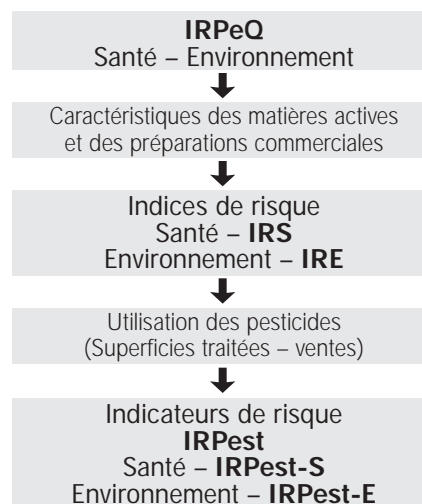 IRPeQ
Santé – Environnement
Caractéristiques des matières actives
et des préparations commerciales
Indices de risque
Santé – IRS
Environnement – IRE
Utilisation des pesticides
(Superficies traitées – ventes)
Indicateurs de risque
IRPest
Santé – IRPest-S
Environnement – IRPest-E